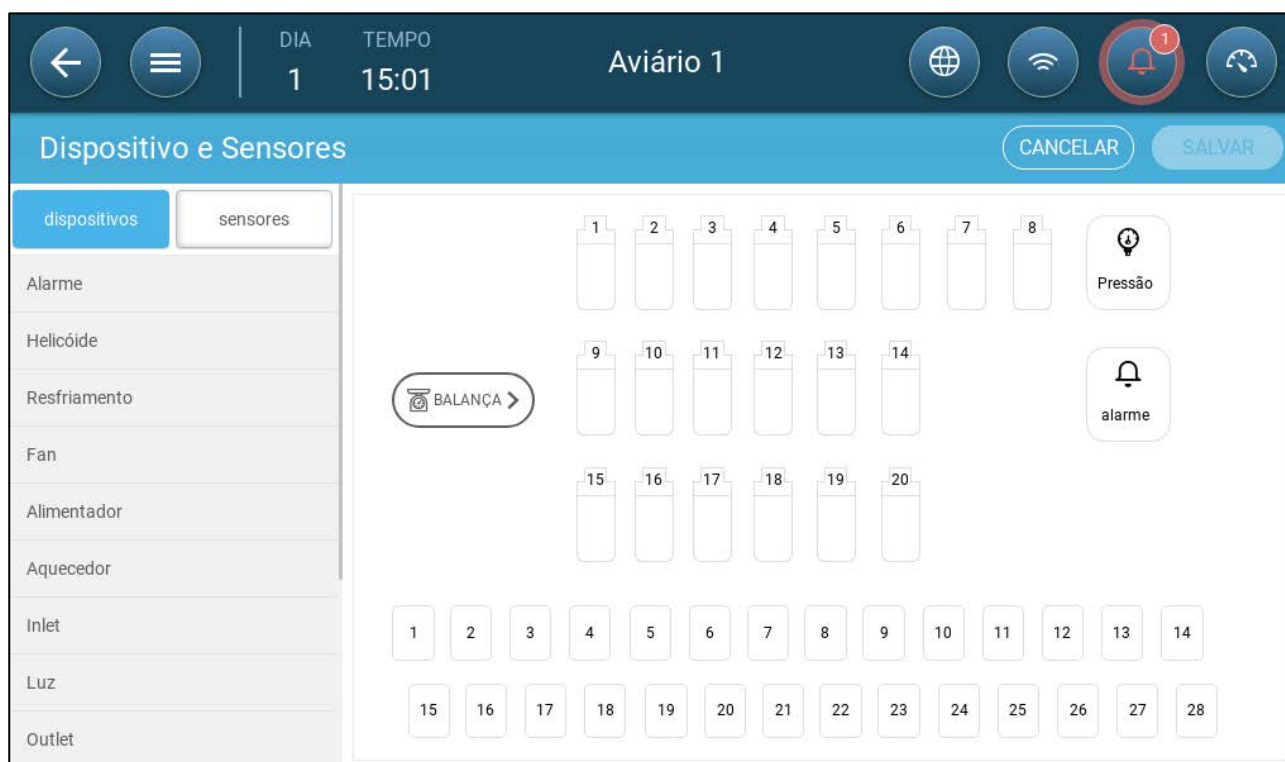 DIA TEMPO
1 15:01 Aviário 1 1
Dispositivo e Sensores CANCELAR SALVAR
dispositivos sensores
Alarme
Helicóide
Resfriamento
Fan
Alimentador
Aquecedor
Inlet
Luz
Outlet
1 2 3 4 5 6 7 8
Pressão
9 10 11 12 13 14
BALANÇA
alarme
15 16 17 18 19 20
1 2 3 4 5 6 7 8 9 10 11 12 13 14
15 16 17 18 19 20 21 22 23 24 25 26 27 28